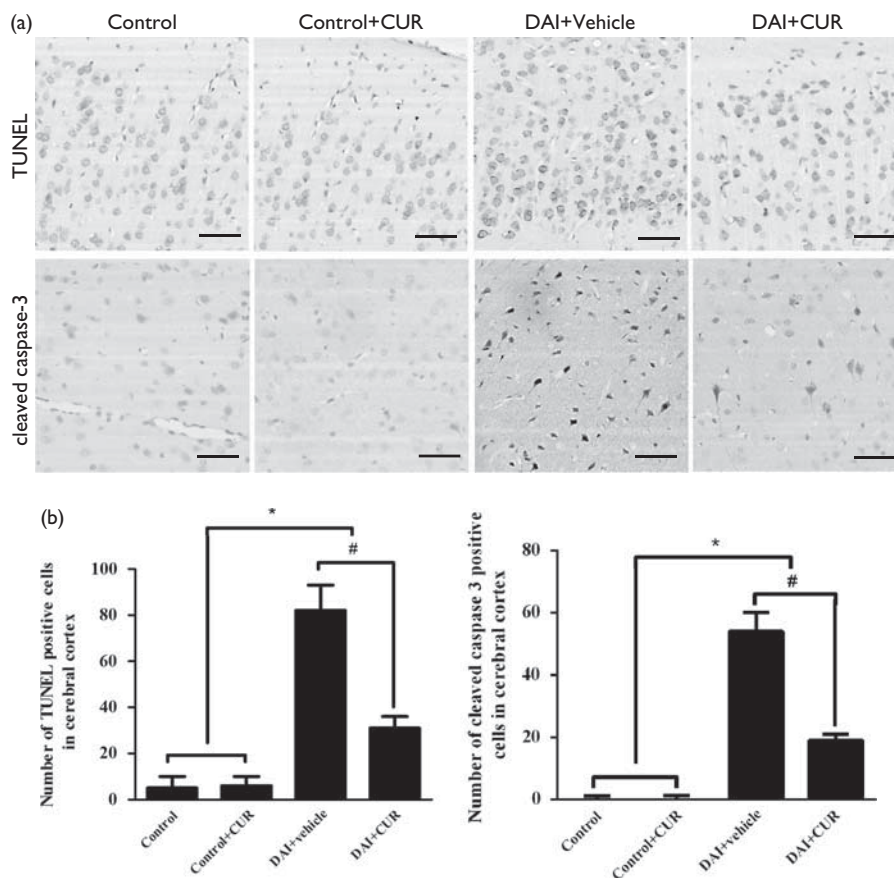 (a)
Control
Control+CUR
DAI+Vehicle
DAI+CUR
TUNEL
cleaved caspase-3
(b)
Number of TUNEL positive cells
in cerebral cortex
100
80
60
40
20
0
*
#
Control
Control+CUR
DAI+vehicle
DAI+CUR
Number of cleaved caspase 3 positive
cells in cerebral cortex
80
60
40
20
0
*
#
Control
Control+CUR
DAI+vehicle
DAI+CUR